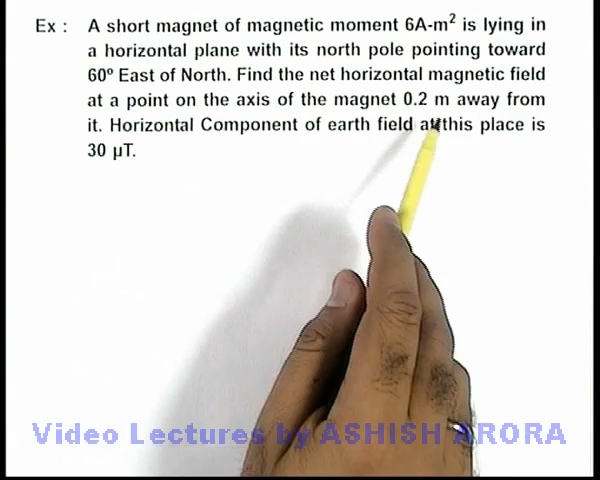 Ex : A short magnet of magnetic moment 6A-m² is lying in
a horizontal plane with its north pole pointing toward
60º East of North. Find the net horizontal magnetic field
at a point on the axis of the magnet 0.2 m away from
it. Horizontal Component of earth field at this place is
30 µT.
Video Lectures by ASHISH ARORA